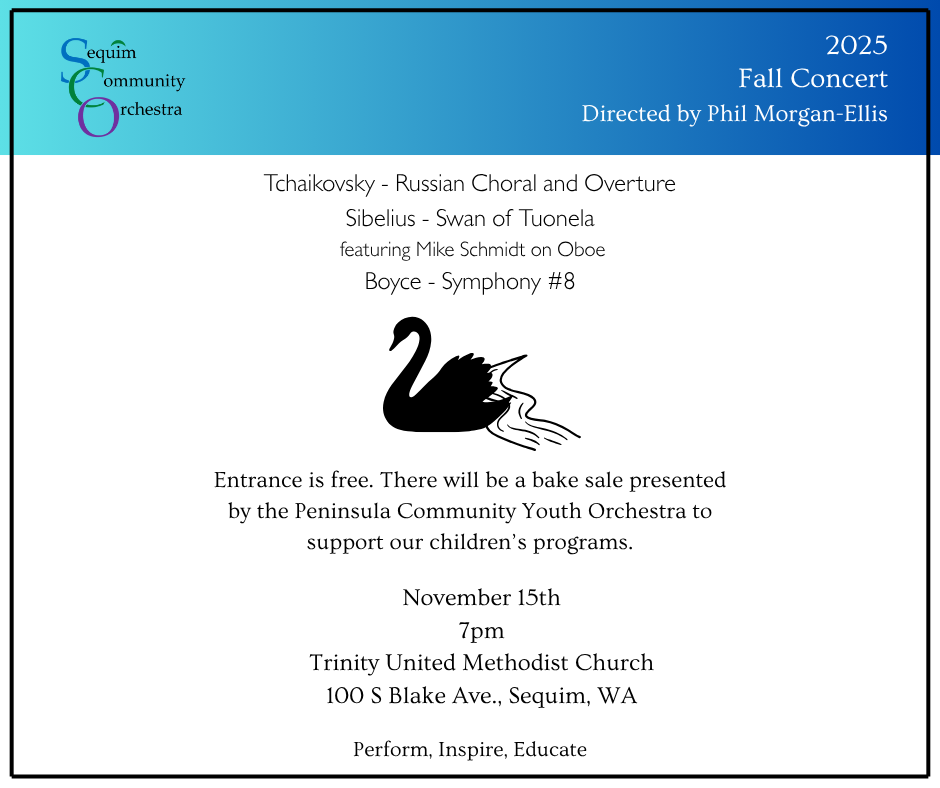 Sequim
Community
Orchestra
2025
Fall Concert
Directed by Phil Morgan-Ellis
Tchaikovsky - Russian Choral and Overture
Sibelius - Swan of Tuonela
featuring Mike Schmidt on Oboe
Boyce - Symphony #8
Entrance is free. There will be a bake sale presented
by the Peninsula Community Youth Orchestra to
support our children's programs.
November 15th
7pm
Trinity United Methodist Church
100 S Blake Ave., Sequim, WA
Perform, Inspire, Educate